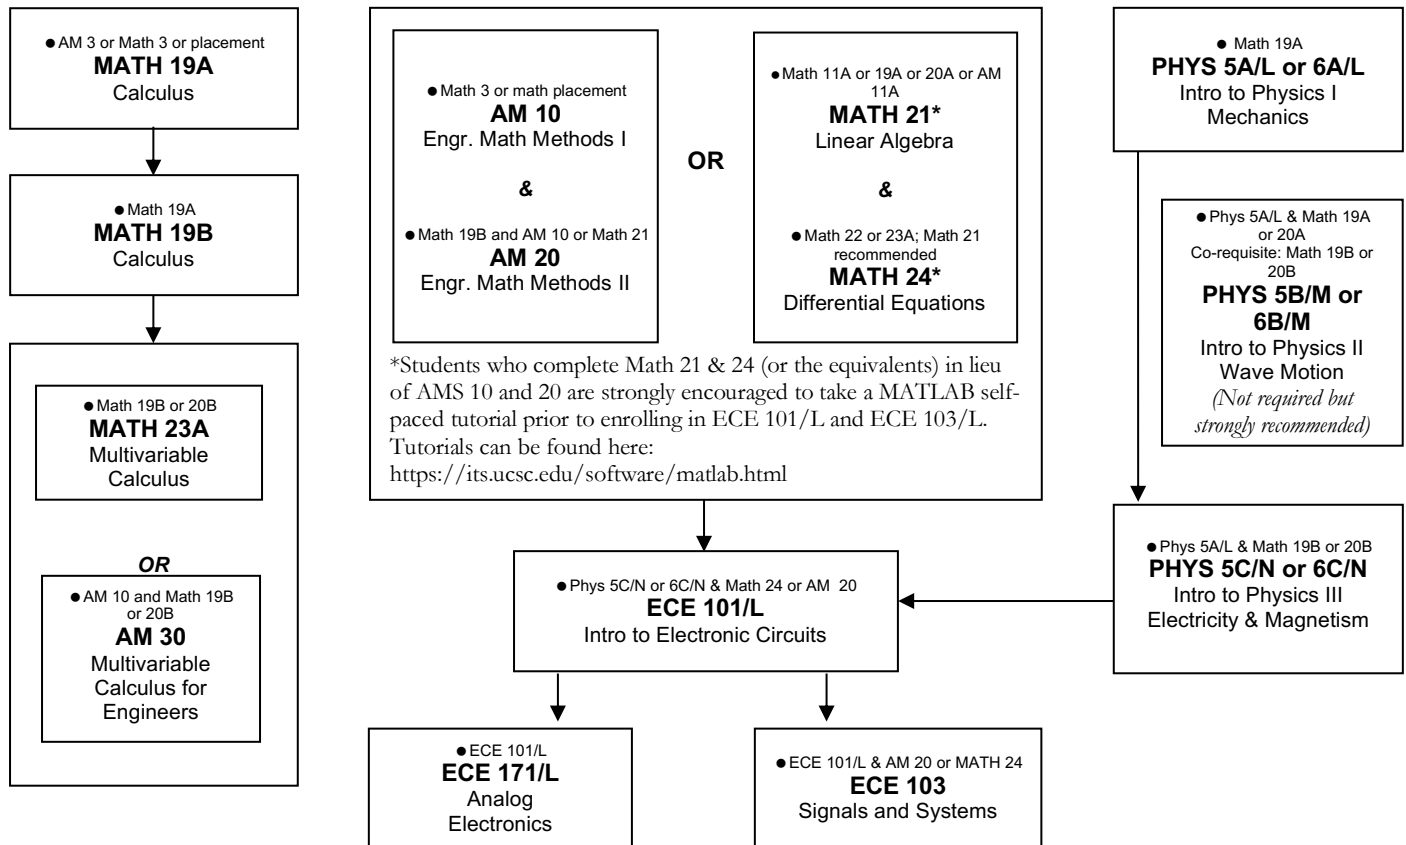 ● AM 3 or Math 3 or placement
MATH 19A
Calculus
● Math 19A
MATH 19B
Calculus
● Math 19B or 20B
MATH 23A
Multivariable
Calculus
OR
● AM 10 and Math 19B
or 20B
AM 30
Multivariable
Calculus for
Engineers
● Math 3 or math placement
AM 10
Engr. Math Methods I
&
● Math 19B and AM 10 or Math 21
AM 20
Engr. Math Methods II
OR
● Math 11A or 19A or 20A or AM
11A
MATH 21*
Linear Algebra
&
● Math 22 or 23A; Math 21
recommended
MATH 24*
Differential Equations
*Students who complete Math 21 & 24 (or the equivalents) in lieu
of AMS 10 and 20 are strongly encouraged to take a MATLAB self-
paced tutorial prior to enrolling in ECE 101/L and ECE 103/L.
Tutorials can be found here:
https://its.ucsc.edu/software/matlab.html
● Math 19A
PHYS 5A/L or 6A/L
Intro to Physics I
Mechanics
● Phys 5A/L & Math 19A
or 20A
Co-requisite: Math 19B or
20B
PHYS 5B/M or
6B/M
Intro to Physics II
Wave Motion
(Not required but
strongly recommended)
● Phys 5A/L & Math 19B or 20B
PHYS 5C/N or 6C/N
Intro to Physics III
Electricity & Magnetism
● Phys 5C/N or 6C/N & Math 24 or AM 20
ECE 101/L
Intro to Electronic Circuits
● ECE 101/L
ECE 171/L
Analog
Electronics
● ECE 101/L & AM 20 or MATH 24
ECE 103
Signals and Systems